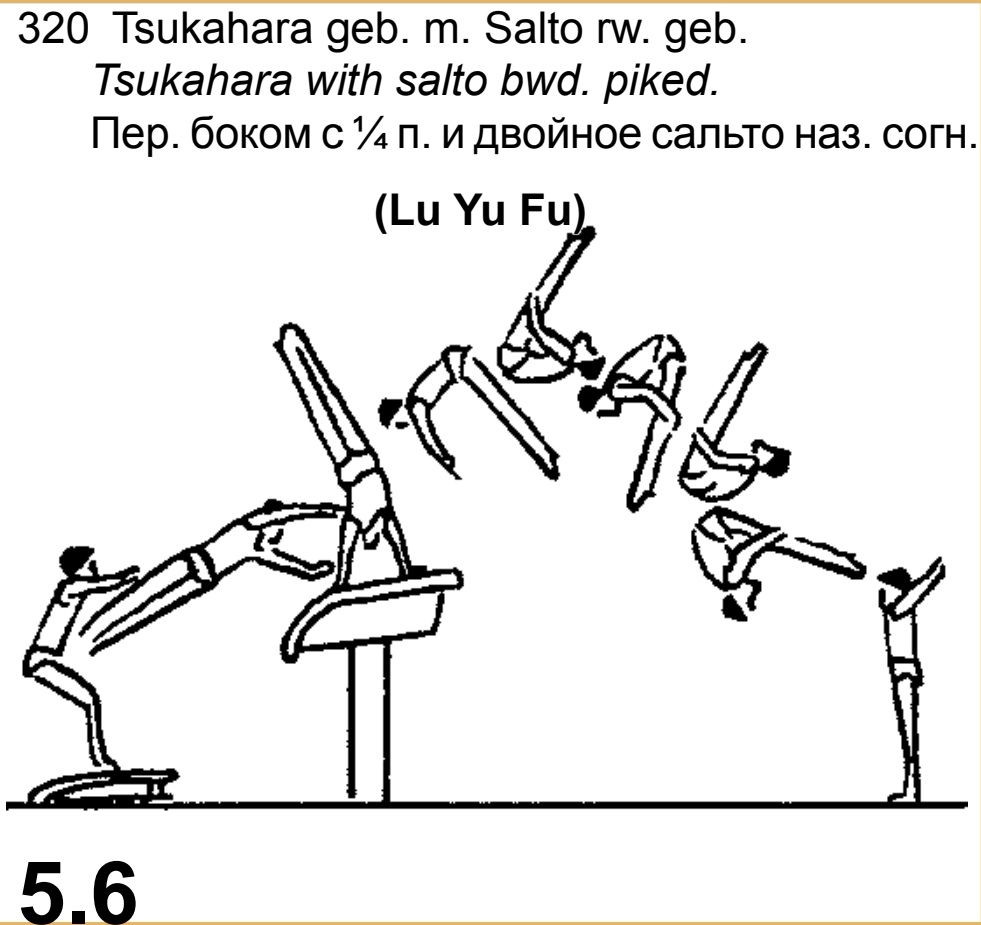 320 Tsukahara geb. m. Salto rw. geb.
Tsukahara with salto bwd. piked.
Пер. боком с ¼ п. и двойное сальто наз. согн.
(Lu Yu Fu)
5.6